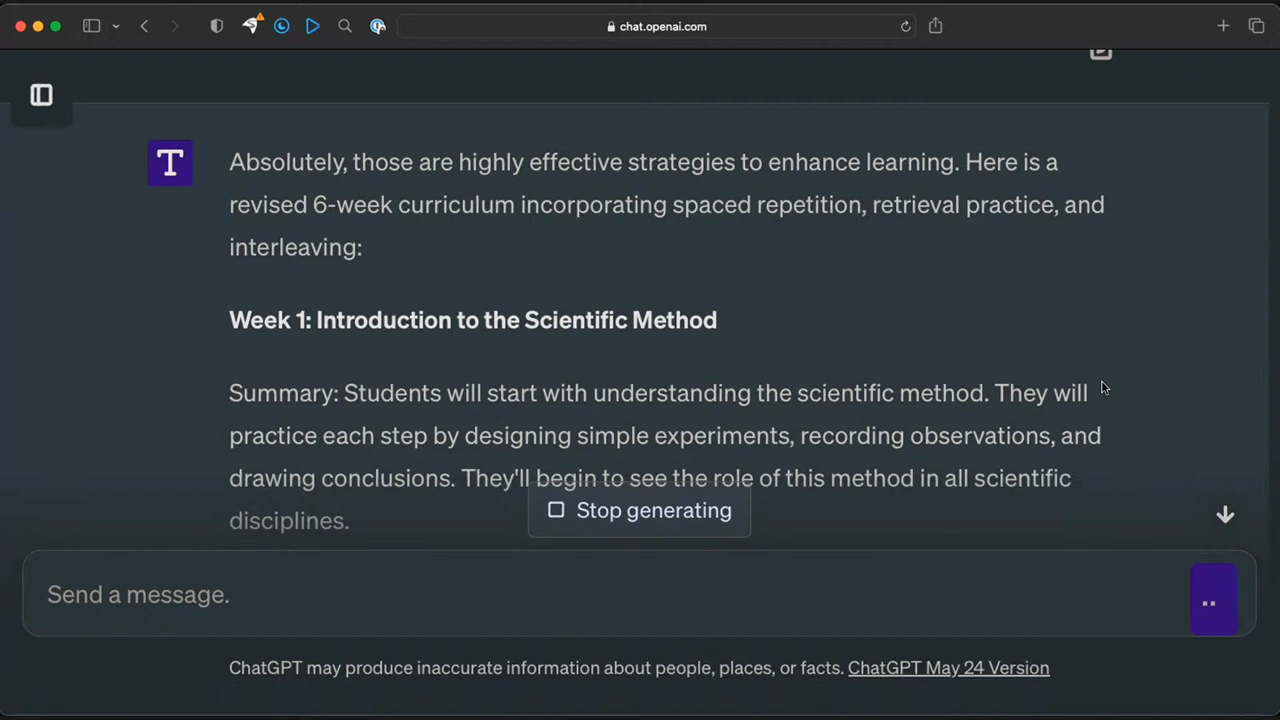 chat.openai.com
T
Absolutely, those are highly effective strategies to enhance learning. Here is a
revised 6-week curriculum incorporating spaced repetition, retrieval practice, and
interleaving:
Week 1: Introduction to the Scientific Method
Summary: Students will start with understanding the scientific method. They will
practice each step by designing simple experiments, recording observations, and
drawing conclusions. They'll begin to see the role of this method in all scientific
disciplines.
Stop generating
Send a message.
ChatGPT may produce inaccurate information about people, places, or facts. ChatGPT May 24 Version